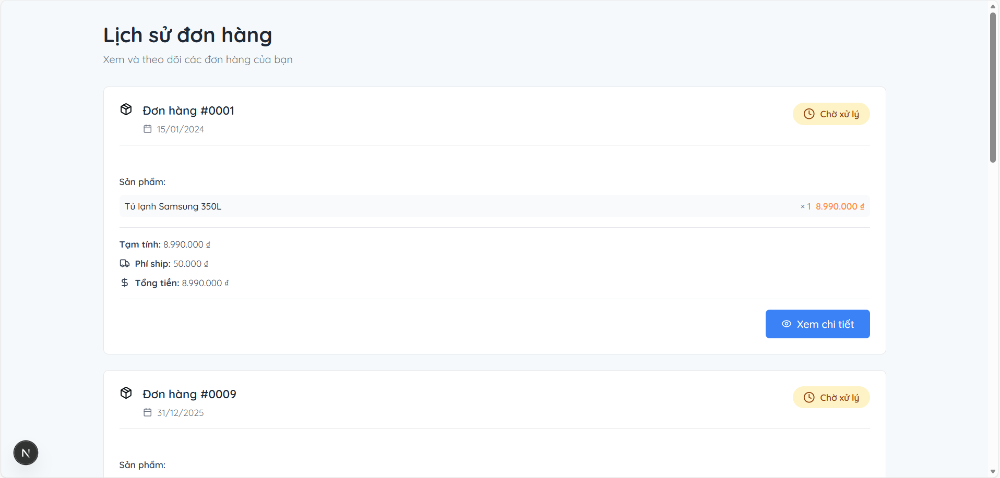 Lịch sử đơn hàng
Xem và theo dõi các đơn hàng của bạn
Đơn hàng #0001
Chờ xử lý
15/01/2024
Sản phẩm:
Tủ lạnh Samsung 350L × 1 8.990.000 ₫
Tạm tính: 8.990.000 ₫
Phí ship: 50.000 ₫
Tổng tiền: 8.990.000 ₫
Xem chi tiết
Đơn hàng #0009
Chờ xử lý
31/12/2025
N
Sản phẩm: